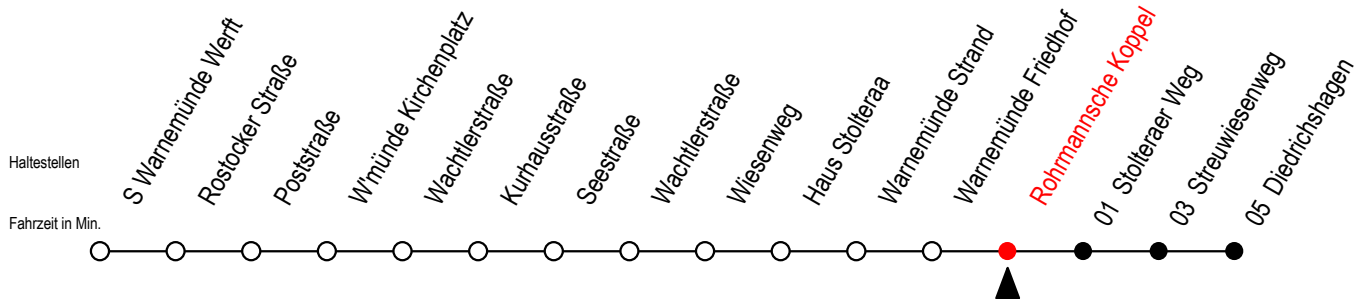 S Warnemünde Werft
Rostocker Straße
Poststraße
W'münde Kirchenplatz
Wachtlerstraße
Kurhausstraße
Seestraße
Wachtlerstraße
Wiesenweg
Haus Stolteraa
Warnemünde Strand
Warnemünde Friedhof
Rohrmannsche Koppel
01 Stolteraer Weg
03 Streuwiesenweg
05 Diedrichshagen
Haltestellen
Fahrzeit in Min.